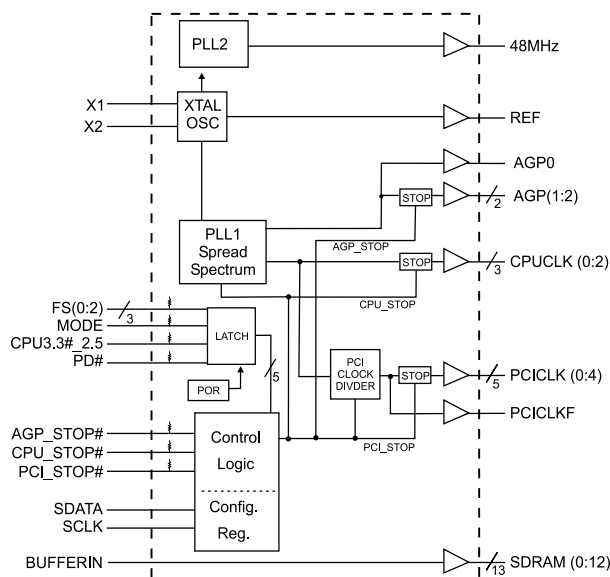 PLL2
48MHz
X1
X2
XTAL
OSC
REF
AGP0
STOP
AGP(1:2)
2
PLL1
Spread
Spectrum
AGP_STOP
STOP
CPUCLK (0:2)
3
CPU_STOP
FS(0:2)
3
MODE
CPU3.3#_2.5
PD#
LATCH
POR
5
PCI
CLOCK
DIVDER
STOP
PCICLK (0:4)
5
PCICLKF
PCI_STOP
AGP_STOP#
CPU_STOP#
PCI_STOP#
Control
Logic
SDATA
SCLK
Config.
Reg.
BUFFERIN
SDRAM (0:12)
13